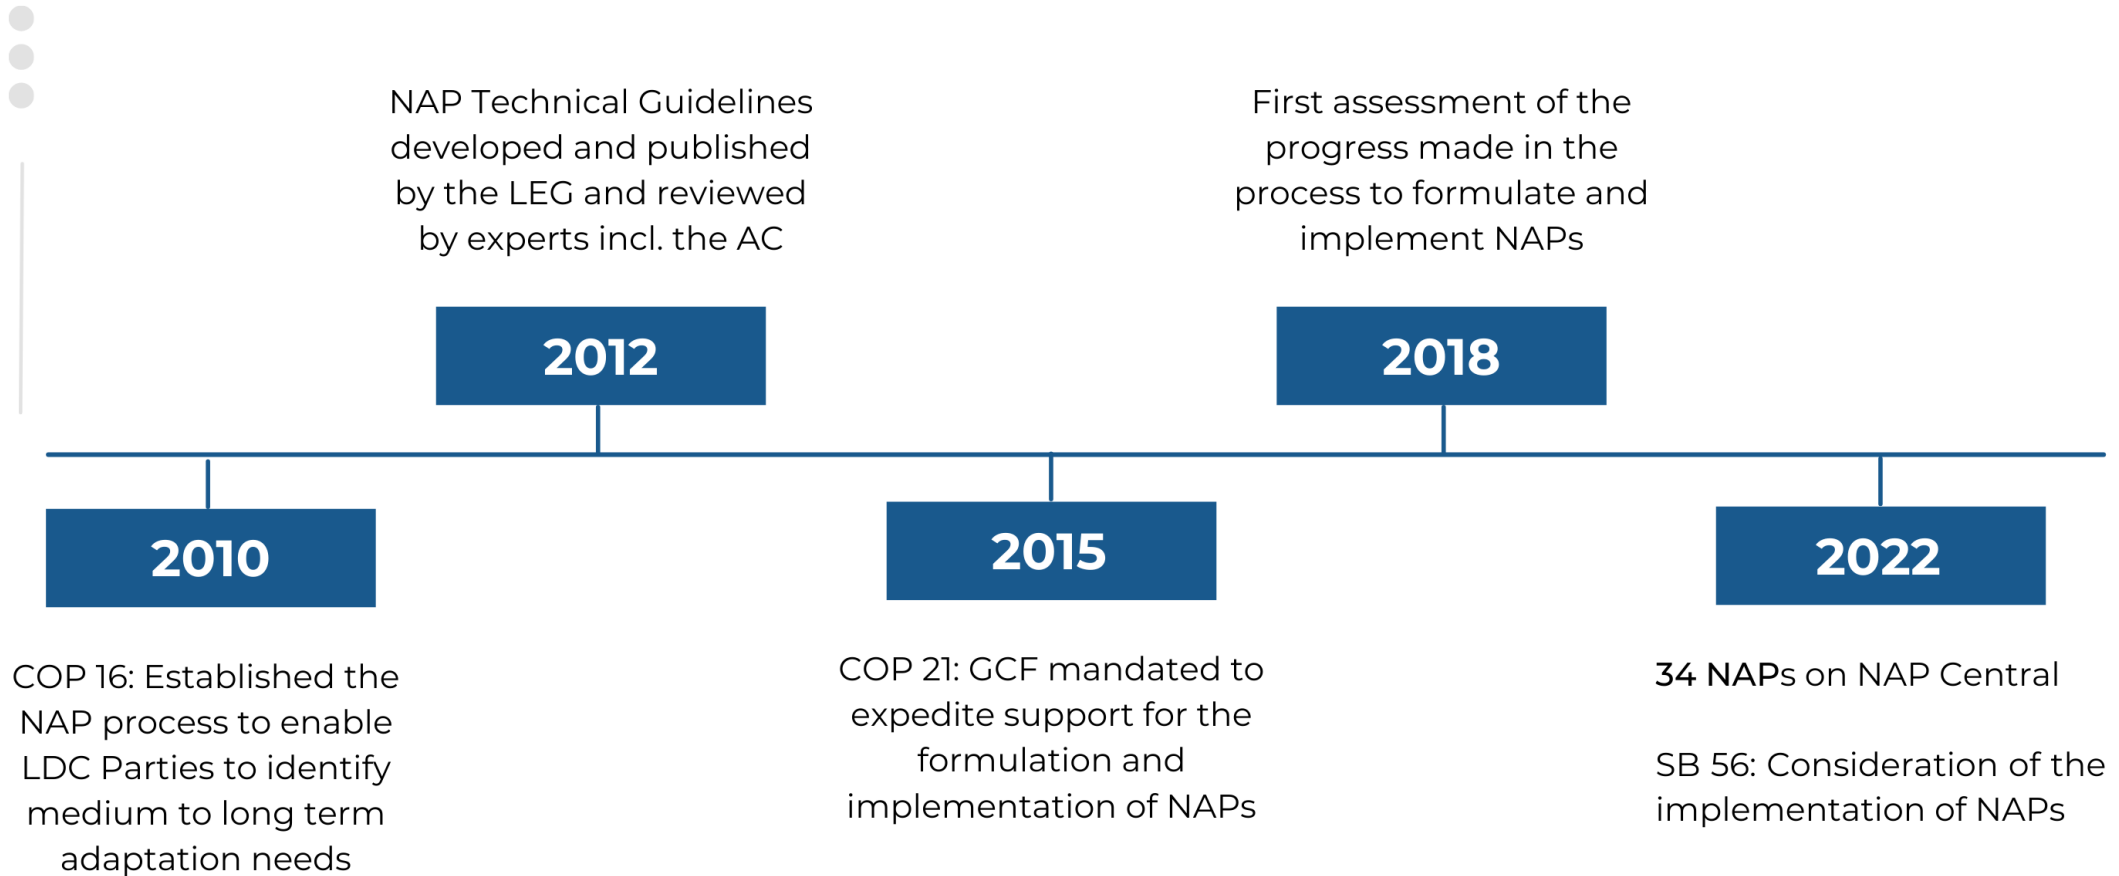 NAP Technical Guidelines
developed and published
by the LEG and reviewed
by experts incl. the AC
First assessment of the
progress made in the
process to formulate and
implement NAPs
2012
2018
2010
2015
2022
COP 16: Established the
NAP process to enable
LDC Parties to identify
medium to long term
adaptation needs
COP 21: GCF mandated to
expedite support for the
formulation and
implementation of NAPs
34 NAPs on NAP Central
SB 56: Consideration of the
implementation of NAPs